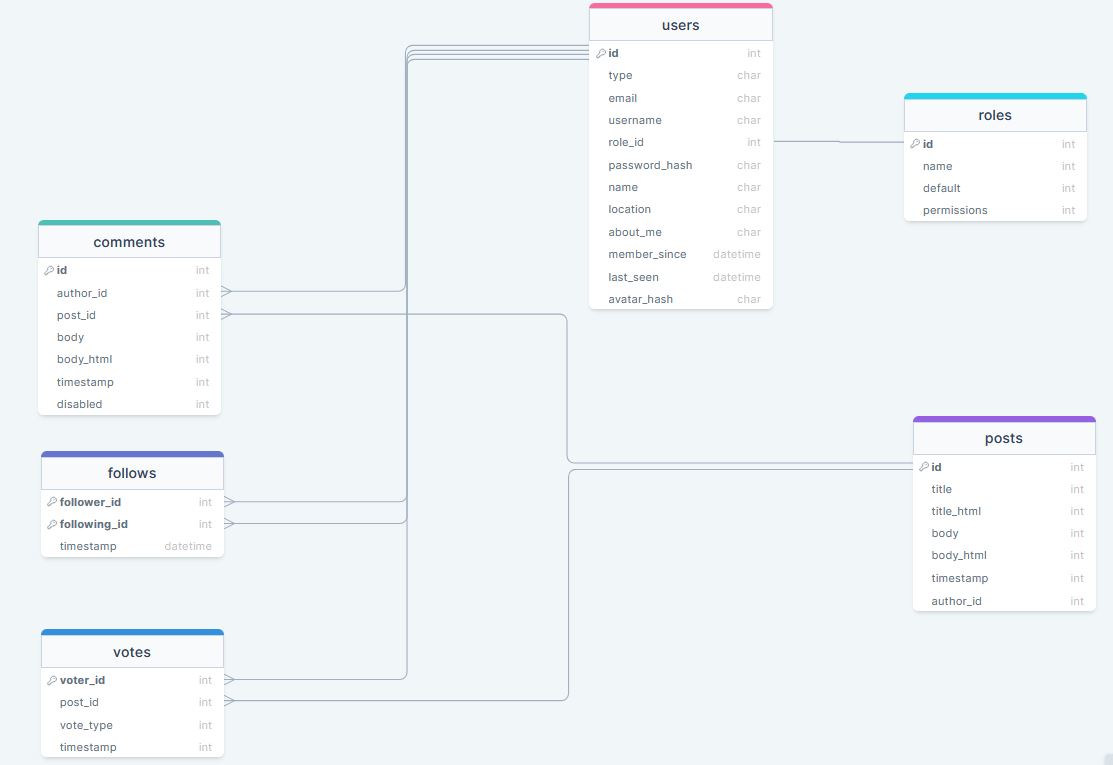 users
id int
type char
email char
username char
role_id int
password_hash char
name char
location char
about_me char
member_since datetime
last_seen datetime
avatar_hash char
roles
id int
name int
default int
permissions int
comments
id int
author_id int
post_id int
body int
body_html int
timestamp int
disabled int
follows
follower_id int
following_id int
timestamp datetime
posts
id int
title int
title_html int
body int
body_html int
timestamp int
author_id int
votes
voter_id int
post_id int
vote_type int
timestamp int